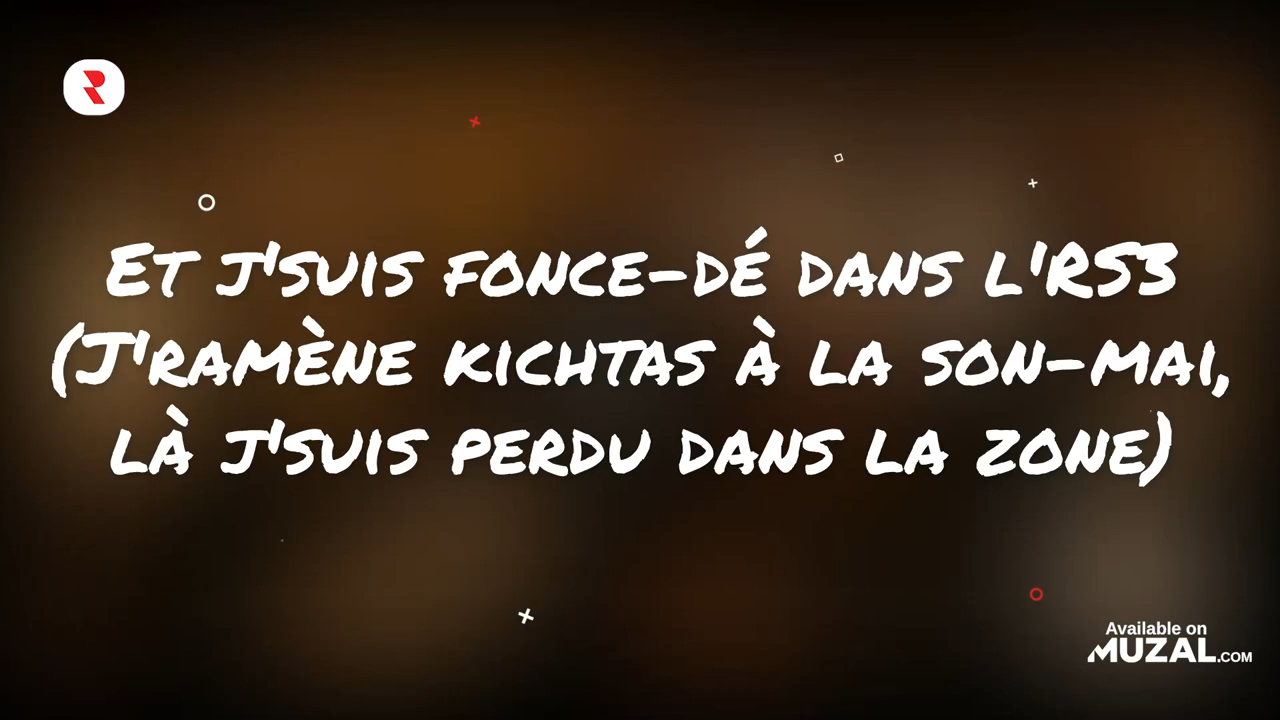 R
Et j'suis fonce-dé dans l'RS3
(J'ramène kichtas à la son-mai,
là j'suis perdu dans la zone)
Available on
MUZAL.COM